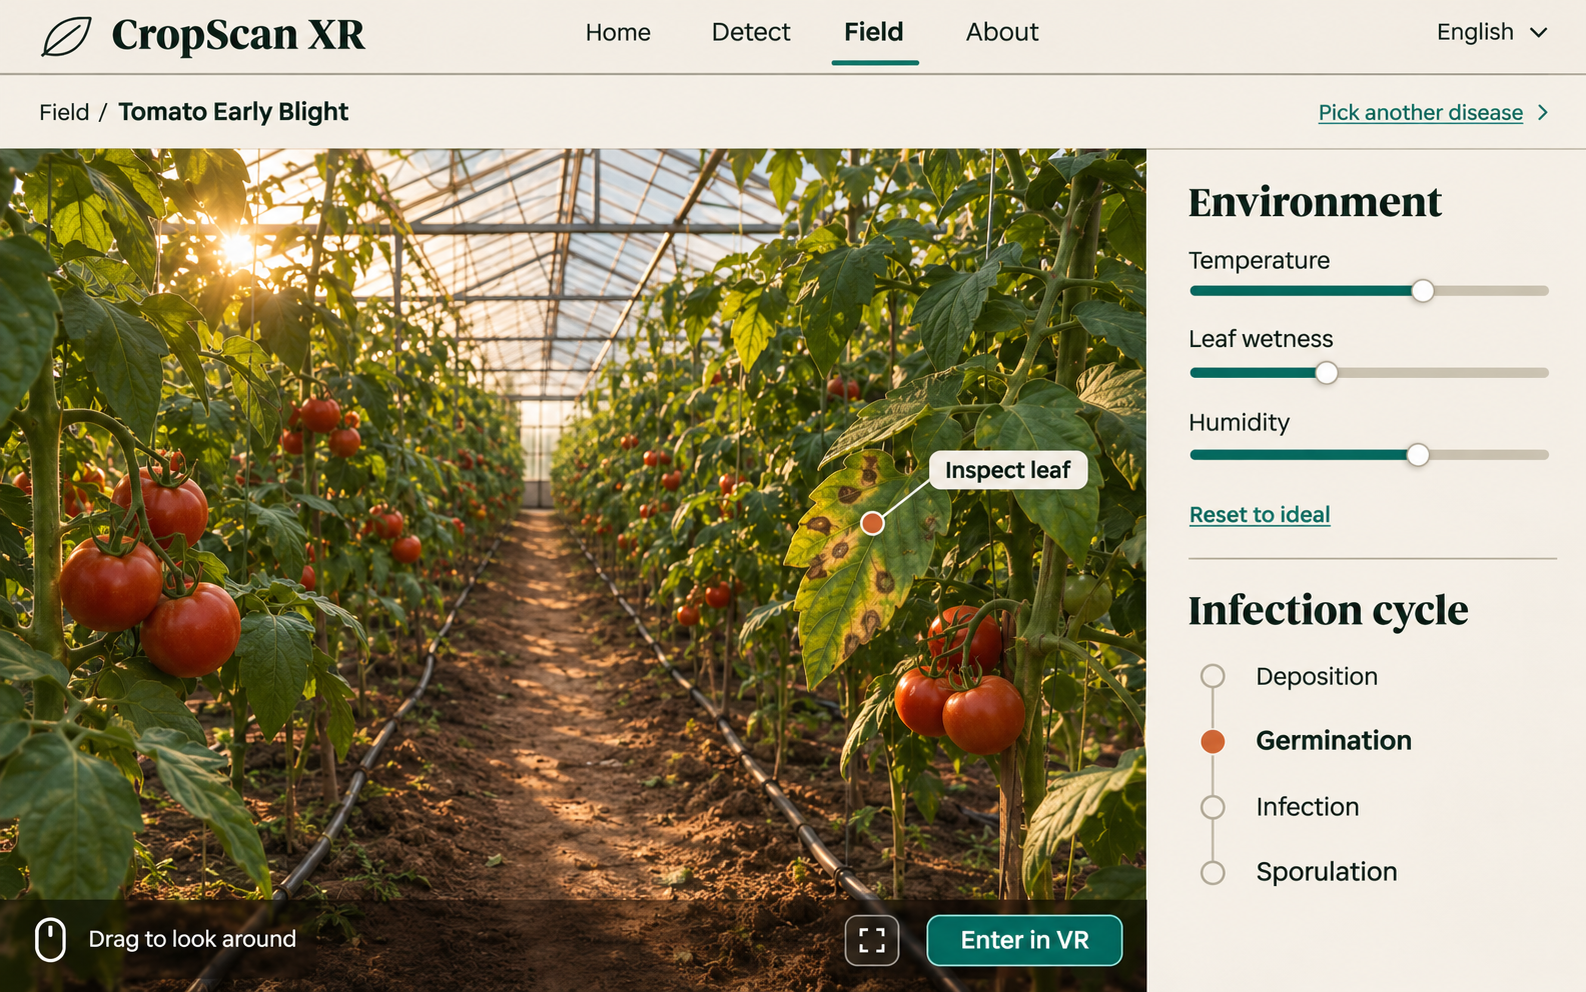 CropScan XR
Home
Detect
Field
About
English
Field / Tomato Early Blight
Pick another disease
Environment
Temperature
Leaf wetness
Humidity
Reset to ideal
Inspect leaf
Infection cycle
Deposition
Germination
Infection
Sporulation
Drag to look around
Enter in VR